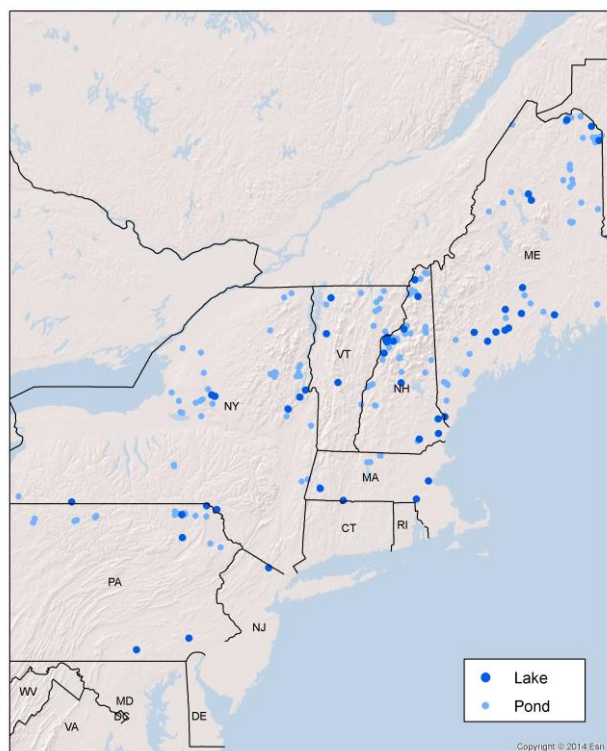 ME
VT
NH
NY
MA
CT
RI
PA
NJ
WV
MD
DC
DE
VA
Lake
Pond
Copyright © 2014 Esri